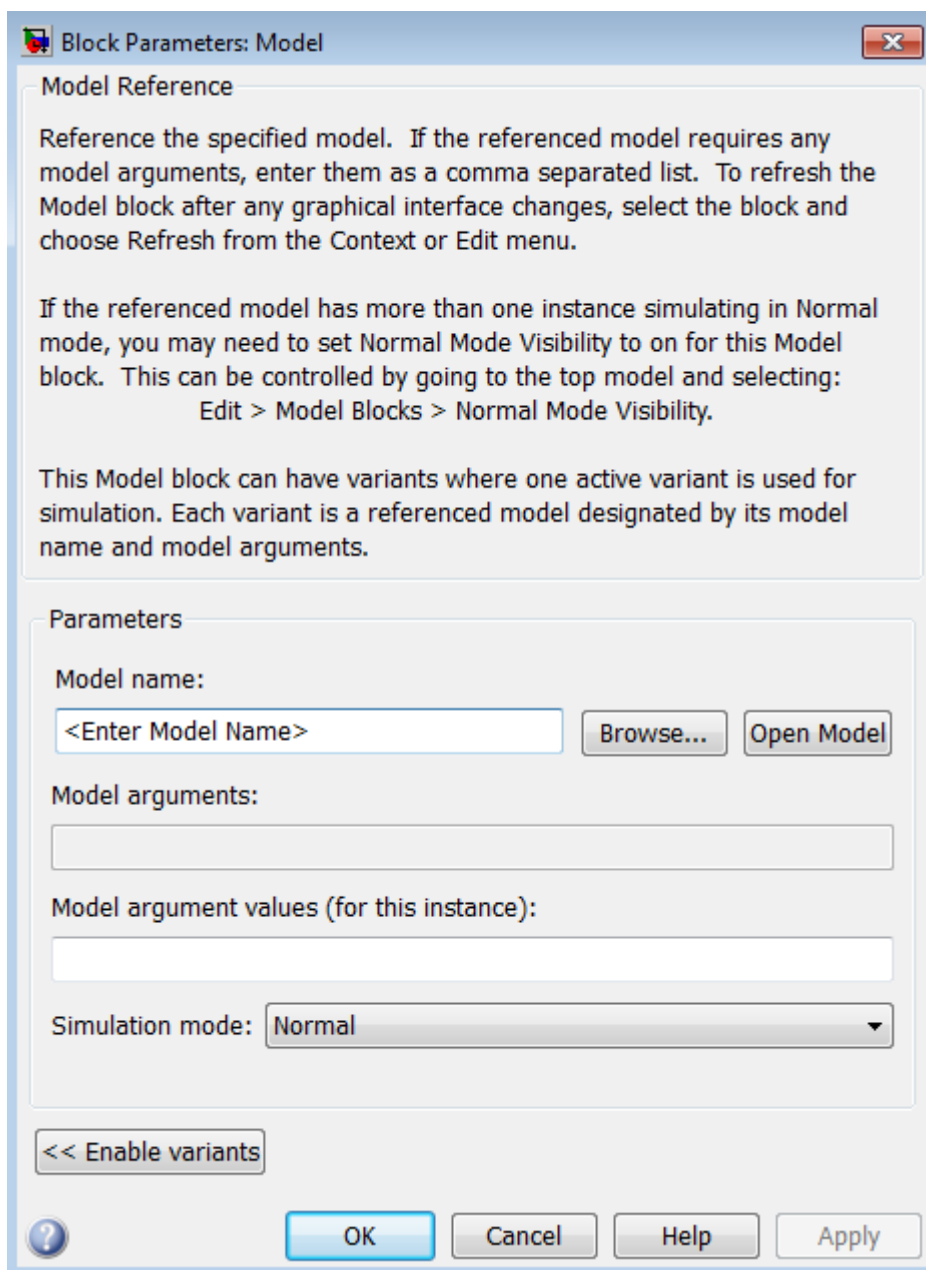 Block Parameters: Model
Model Reference
Reference the specified model.  If the referenced model requires any
model arguments, enter them as a comma separated list.  To refresh the
Model block after any graphical interface changes, select the block and
choose Refresh from the Context or Edit menu.
If the referenced model has more than one instance simulating in Normal
mode, you may need to set Normal Mode Visibility to on for this Model
block.  This can be controlled by going to the top model and selecting:
Edit > Model Blocks > Normal Mode Visibility.
This Model block can have variants where one active variant is used for
simulation. Each variant is a referenced model designated by its model
name and model arguments.
Parameters
Model name:
<Enter Model Name> Browse... Open Model
Model arguments:
Model argument values (for this instance):
Simulation mode: Normal
<< Enable variants
? OK Cancel Help Apply